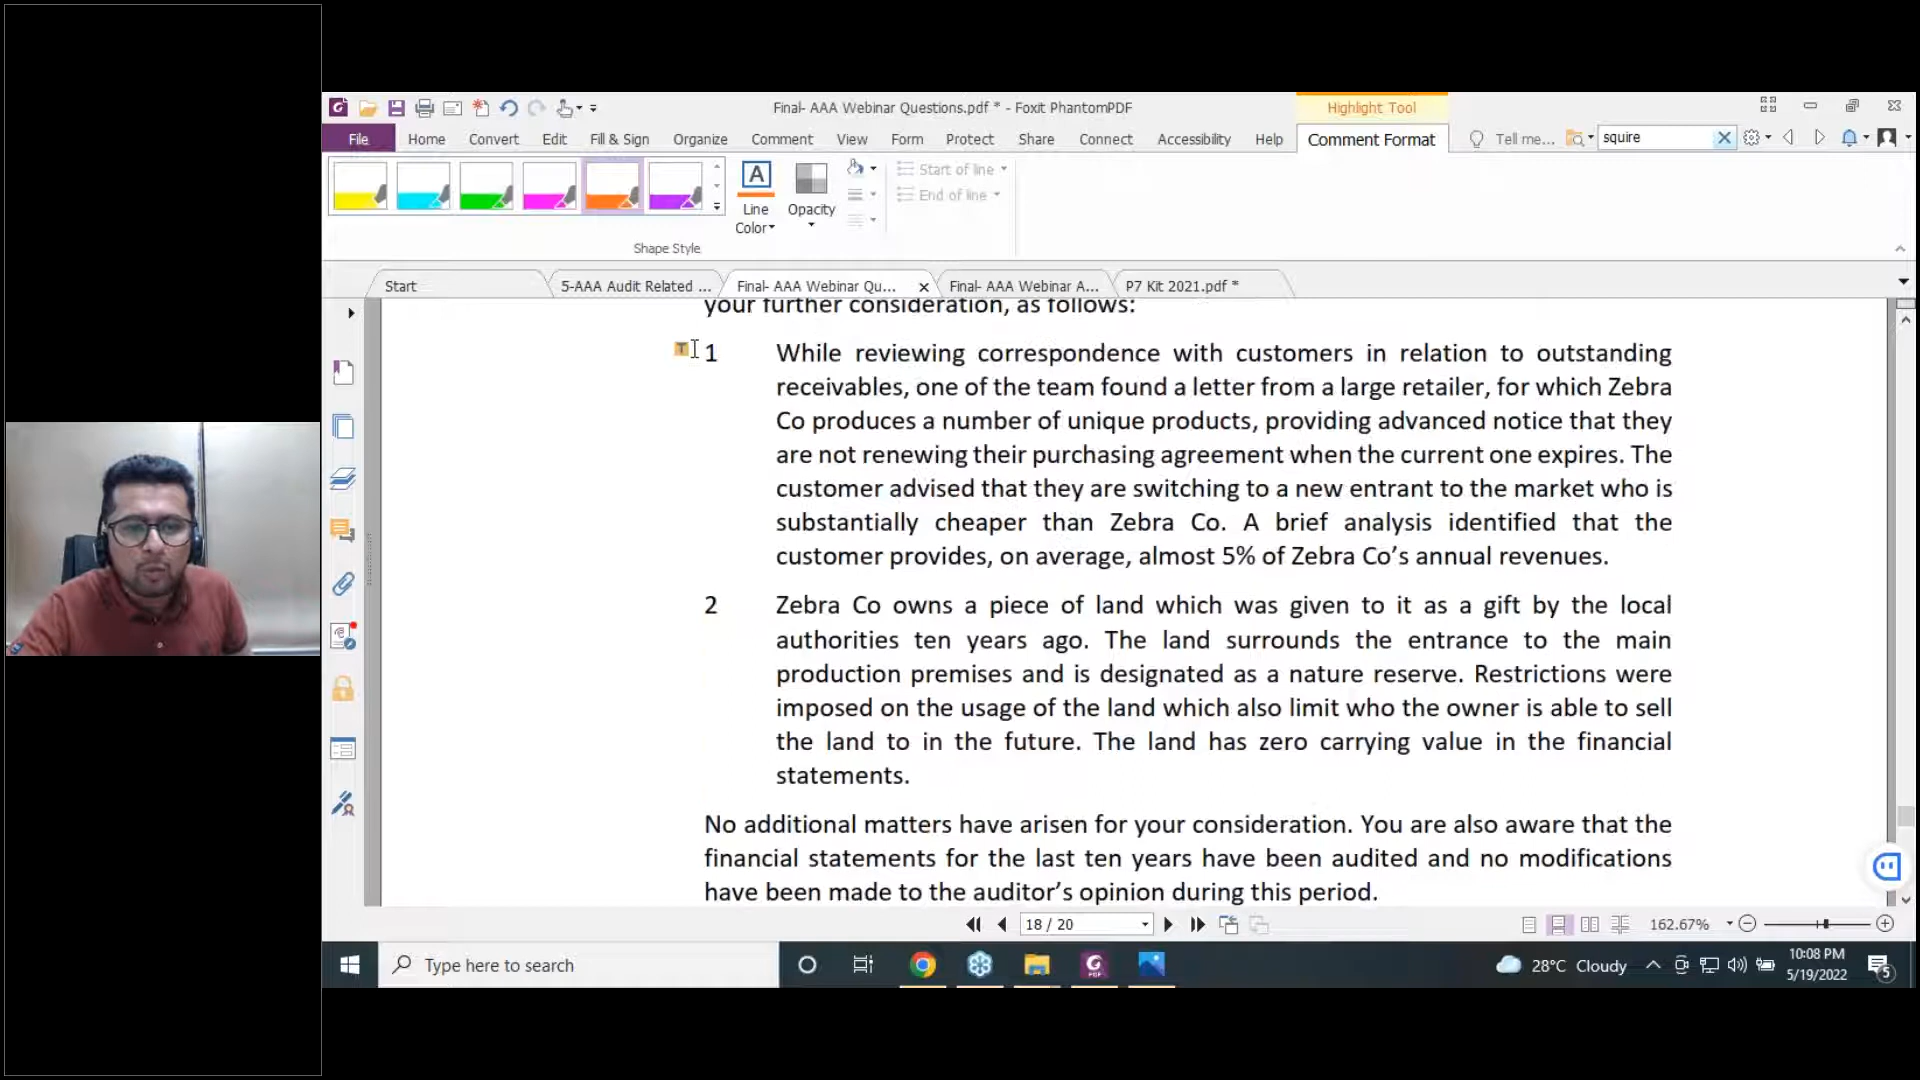 Final- AAA Webinar Questions.pdf * - Foxit PhantomPDF
Highlight Tool
File
Home
Convert
Edit
Fill & Sign
Organize
Comment
View
Form
Protect
Share
Connect
Accessibility
Help
Comment Format
Tell me...
squire
Line
Color
Opacity
Start of line
End of line
Shape Style
Start
5-AAA Audit Related ...
Final- AAA Webinar Qu...
Final- AAA Webinar A...
P7 Kit 2021.pdf *
your further consideration, as follows:
1 While reviewing correspondence with customers in relation to outstanding
receivables, one of the team found a letter from a large retailer, for which Zebra
Co produces a number of unique products, providing advanced notice that they
are not renewing their purchasing agreement when the current one expires. The
customer advised that they are switching to a new entrant to the market who is
substantially cheaper than Zebra Co. A brief analysis identified that the
customer provides, on average, almost 5% of Zebra Co’s annual revenues.
2 Zebra Co owns a piece of land which was given to it as a gift by the local
authorities ten years ago. The land surrounds the entrance to the main
production premises and is designated as a nature reserve. Restrictions were
imposed on the usage of the land which also limit who the owner is able to sell
the land to in the future. The land has zero carrying value in the financial
statements.
No additional matters have arisen for your consideration. You are also aware that the
financial statements for the last ten years have been audited and no modifications
have been made to the auditor’s opinion during this period.
18 / 20
162.67%
Type here to search
28°C Cloudy
10:08 PM
5/19/2022
5